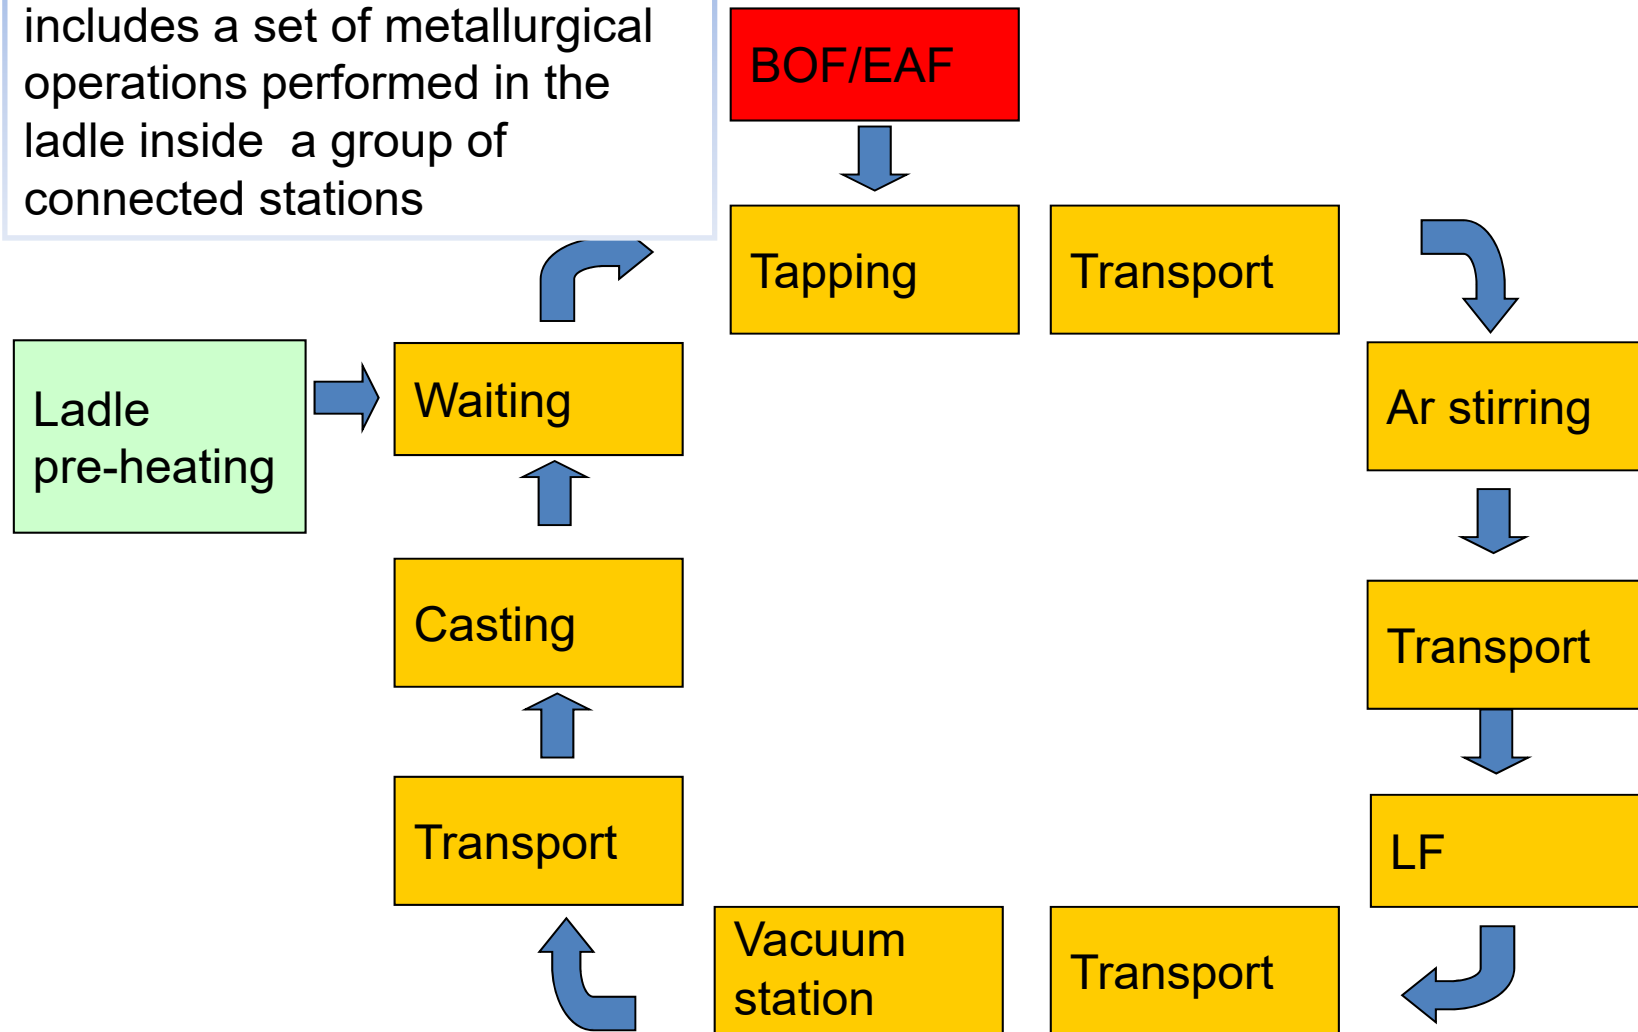 includes a set of metallurgical
operations performed in the
ladle inside a group of
connected stations
BOF/EAF
Tapping
Transport
Ar stirring
Transport
LF
Transport
Vacuum
station
Transport
Casting
Waiting
Ladle
pre-heating